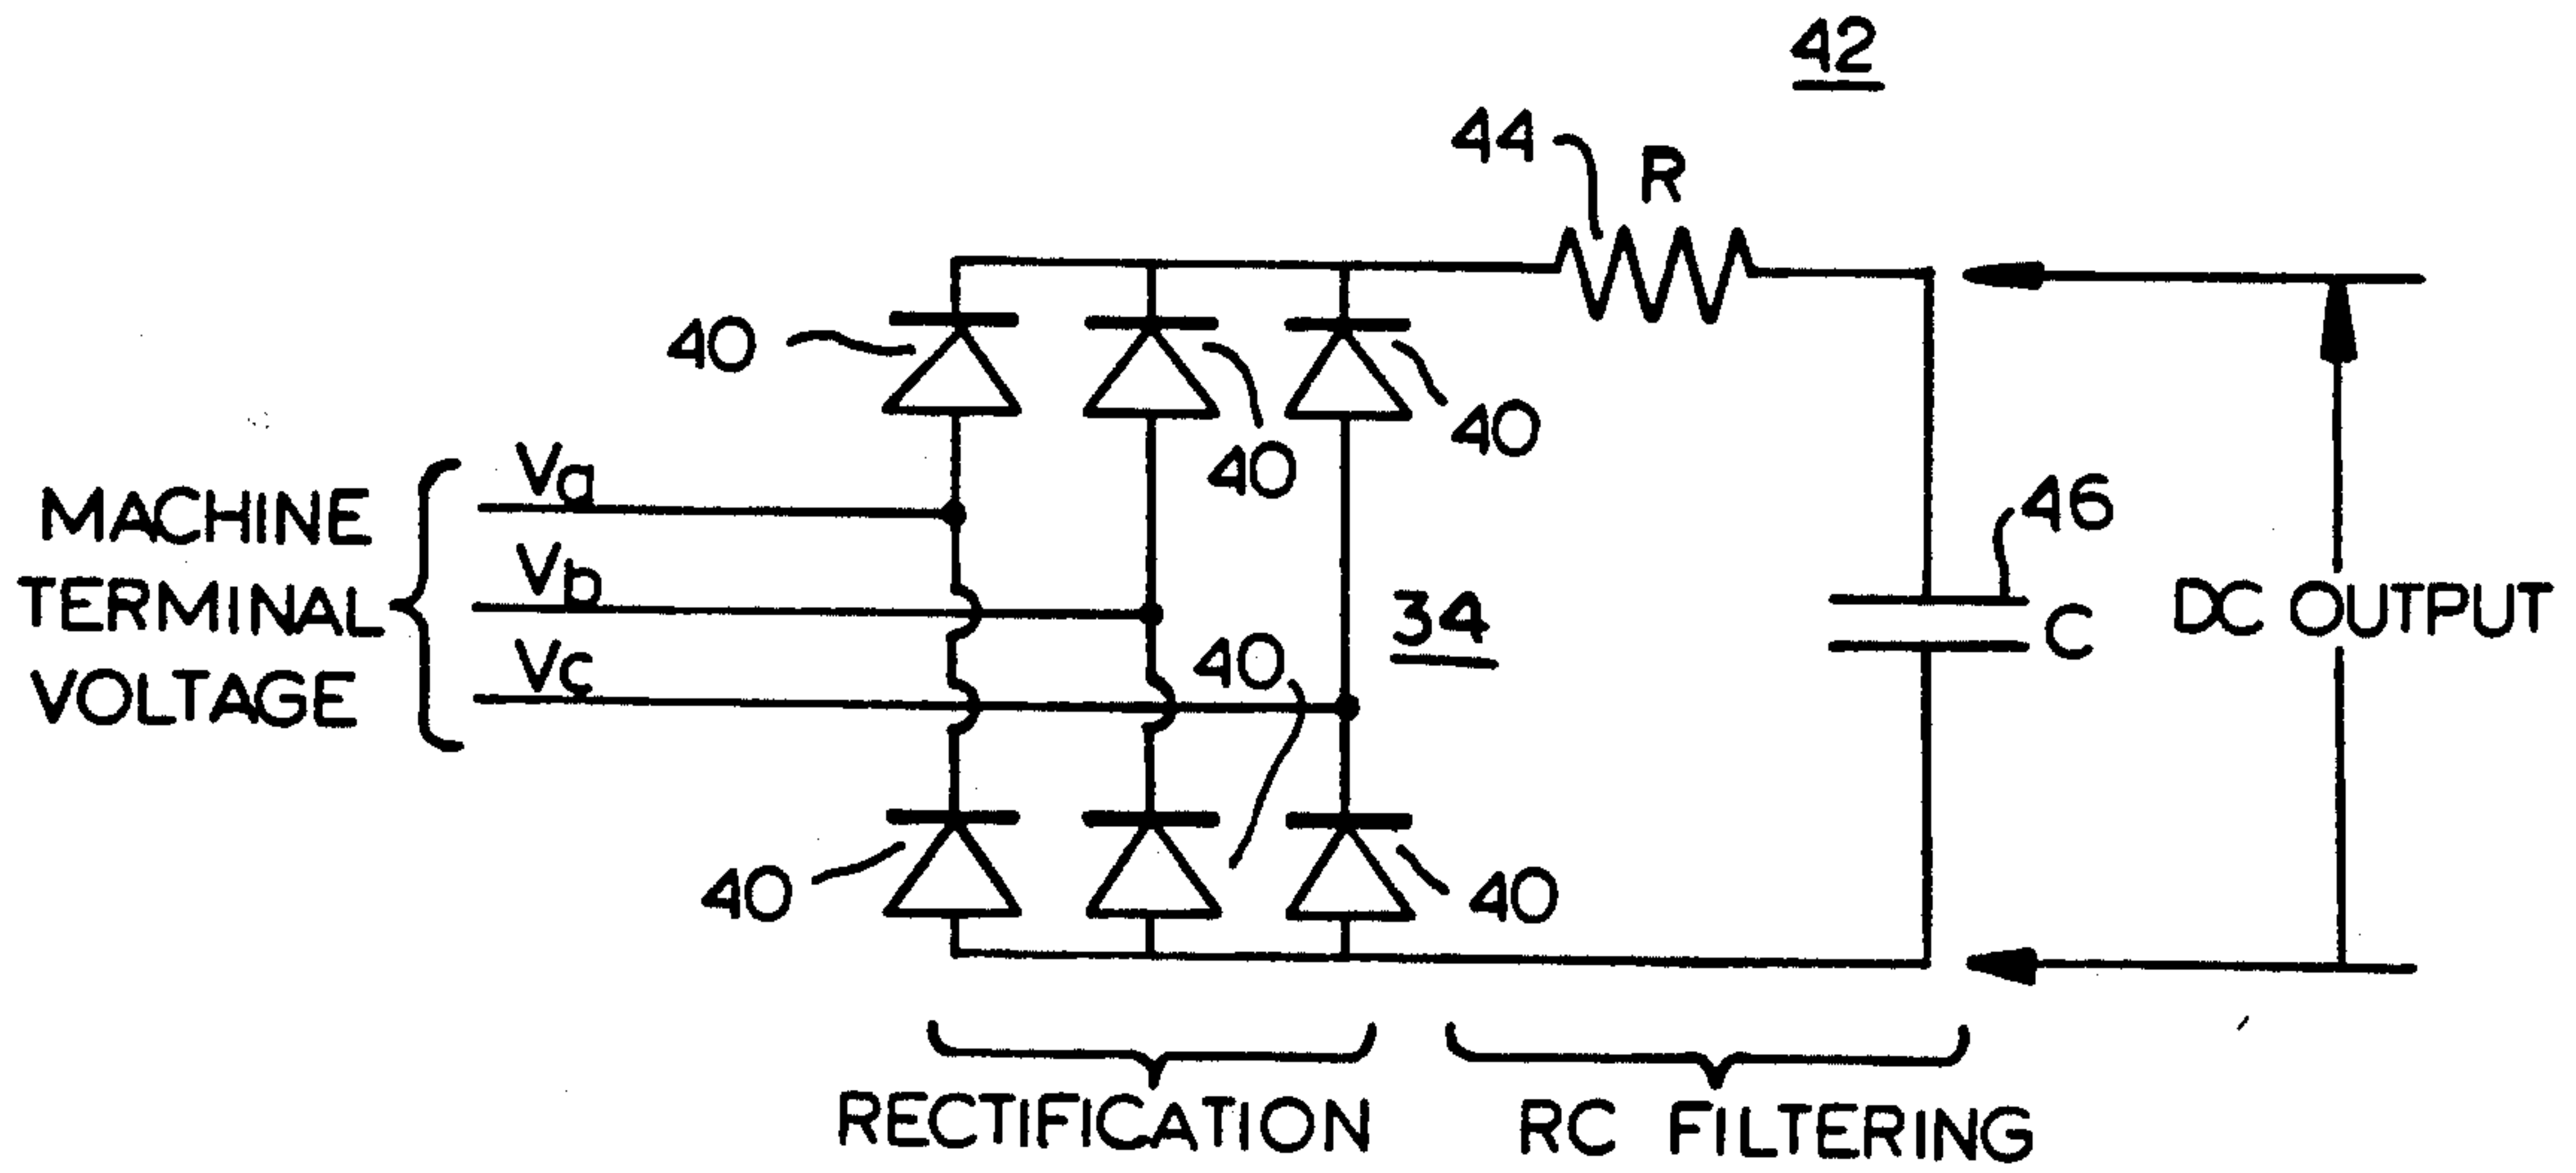 42
44
R
40
40
40
Va
Vb
Vc
MACHINE
TERMINAL
VOLTAGE
46
C
34
40
DC OUTPUT
40
40
RECTIFICATION
RC FILTERING